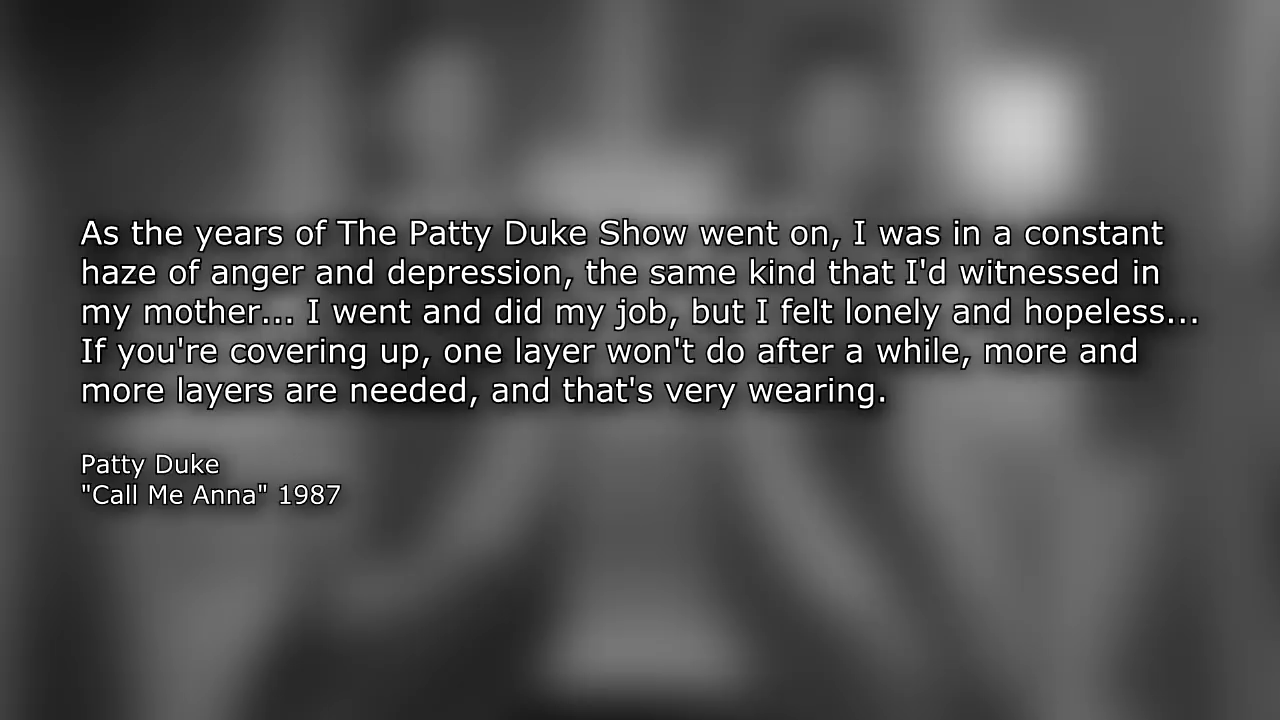 As the years of The Patty Duke Show went on, I was in a constant
haze of anger and depression, the same kind that I'd witnessed in
my mother... I went and did my job, but I felt lonely and hopeless...
If you're covering up, one layer won't do after a while, more and
more layers are needed, and that's very wearing.
Patty Duke
"Call Me Anna" 1987